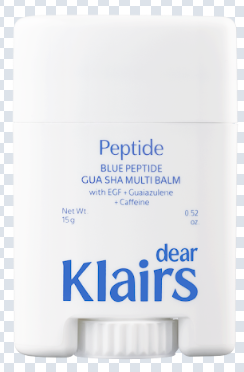 Peptide
BLUE PEPTIDE
GUA SHA MULTI BALM
with EGF + Guaiazulene
+ Caffeine
Net Wt. 0.52
15 g oz
dear
Klairs